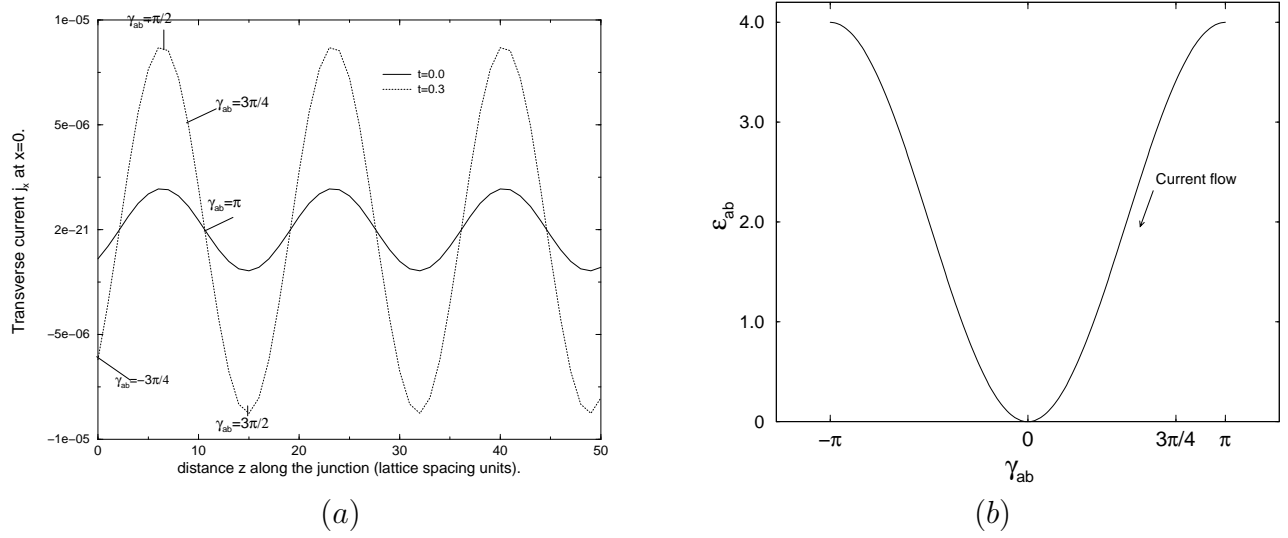 1e−05
5e−06
2e−21
−5e−06
−1e−05
Transverse current jx at x=0.
γab=π/2
t=0.0
t=0.3
γab=3π/4
γab=π
γab=−3π/4
γab=3π/2
0 10 20 30 40 50
distance z along the junction (lattice spacing units).
(a)
4.0
3.0
2.0
1.0
0
εab
Current flow
−π 0 3π/4 π
γab
(b)